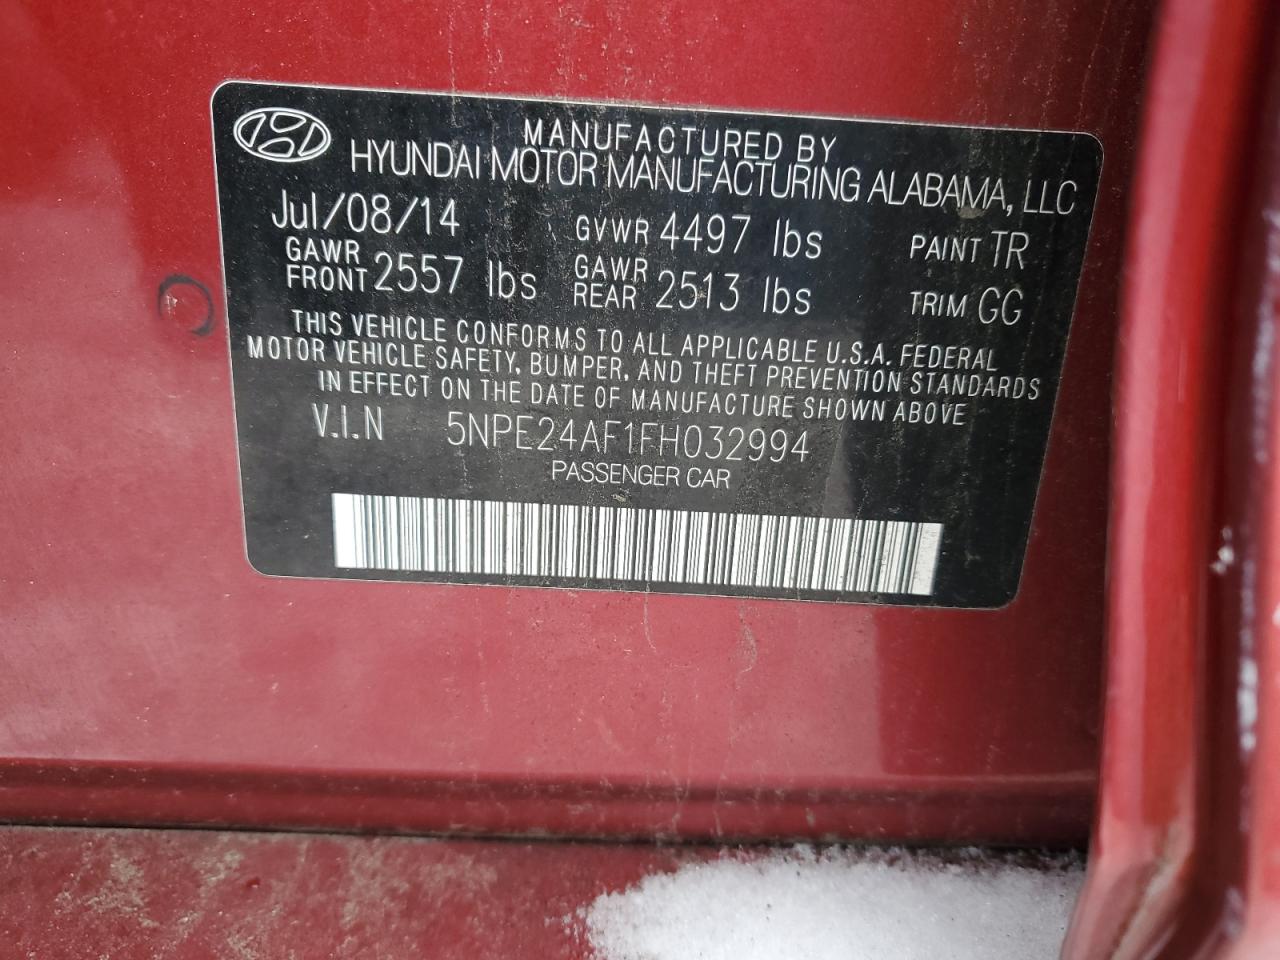 MANUFACTURED BY
HYUNDAI MOTOR MANUFACTURING ALABAMA, LLC
Jul/08/14 GVWR 4497 lbs PAINT TR
GAWR FRONT 2557 lbs GAWR REAR 2513 lbs TRIM GG
THIS VEHICLE CONFORMS TO ALL APPLICABLE U.S.A. FEDERAL
MOTOR VEHICLE SAFETY, BUMPER, AND THEFT PREVENTION STANDARDS
IN EFFECT ON THE DATE OF MANUFACTURE SHOWN ABOVE
V.I.N 5NPE24AF1FH032994
PASSENGER CAR